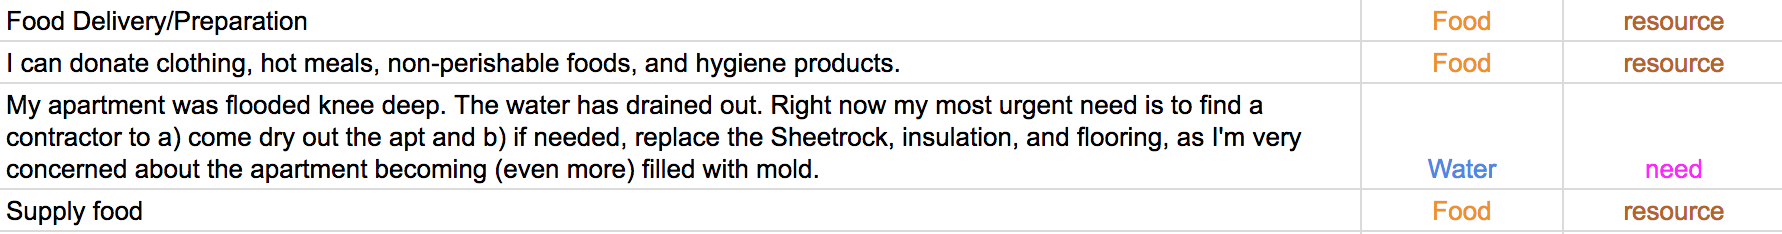 Food Delivery/Preparation Food resource
I can donate clothing, hot meals, non-perishable foods, and hygiene products. Food resource
My apartment was flooded knee deep. The water has drained out. Right now my most urgent need is to find a
contractor to a) come dry out the apt and b) if needed, replace the Sheetrock, insulation, and flooring, as I'm very
concerned about the apartment becoming (even more) filled with mold. Water need
Supply food Food resource